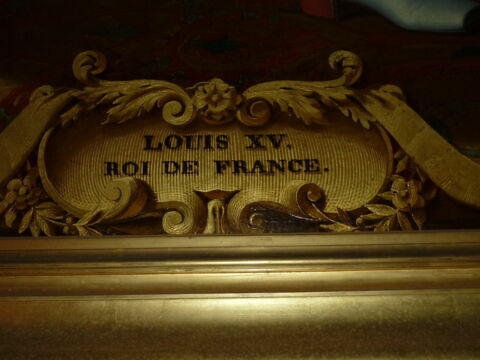 LOUIS XV.
ROI DE FRANCE.